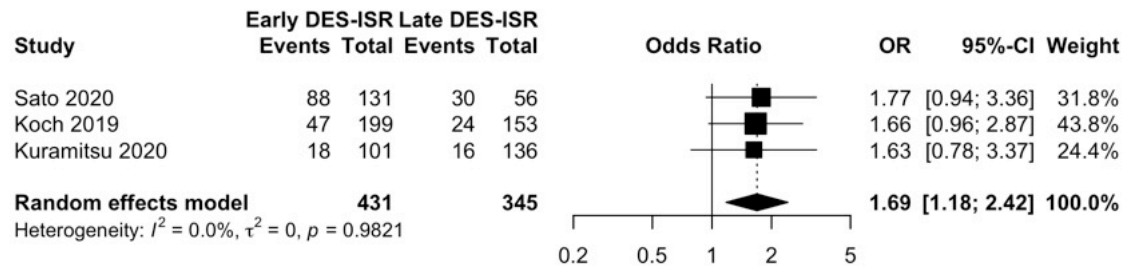 Early DES-ISR Late DES-ISR
Study Events Total Events Total Odds Ratio OR 95%-CI Weight
Sato 2020 88 131 30 56 1.77 [0.94; 3.36] 31.8%
Koch 2019 47 199 24 153 1.66 [0.96; 2.87] 43.8%
Kuramitsu 2020 18 101 16 136 1.63 [0.78; 3.37] 24.4%
Random effects model 431 345 1.69 [1.18; 2.42] 100.0%
Heterogeneity: I² = 0.0%, τ² = 0, p = 0.9821
0.2 0.5 1 2 5